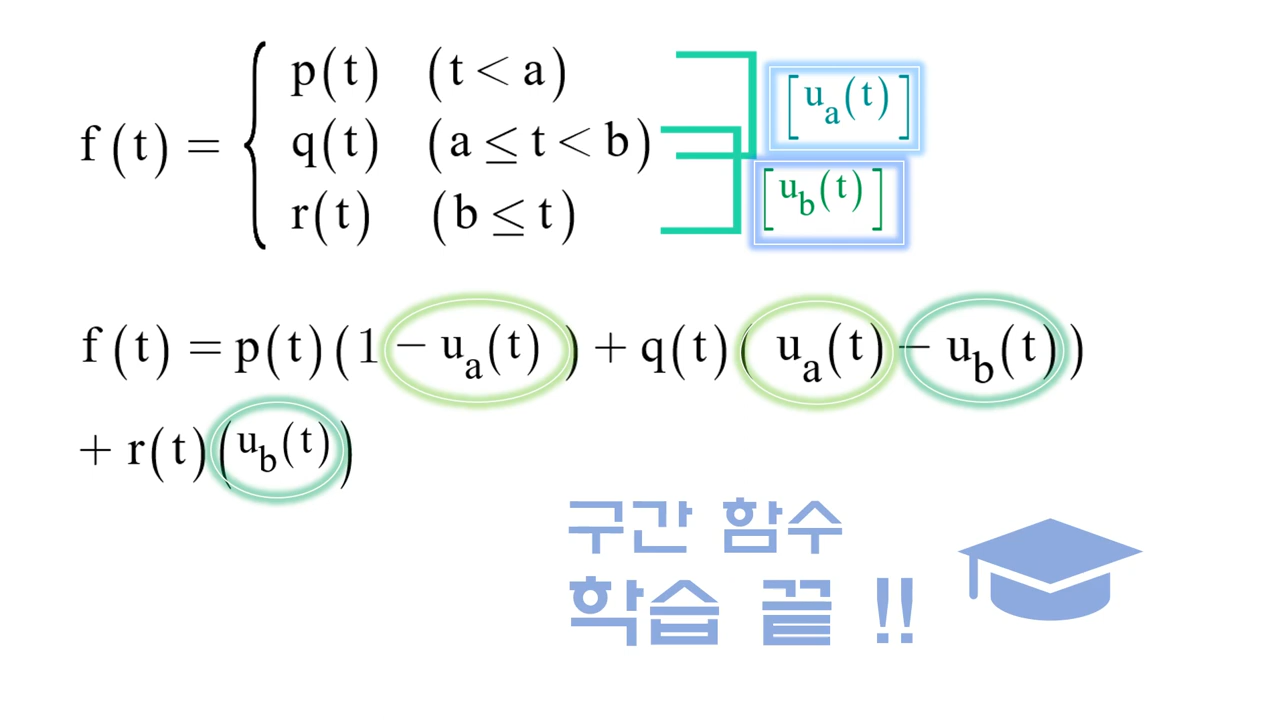 f(t) = { p(t) (t < a)
q(t) (a ≤ t < b)
r(t) (b ≤ t)
[u_a(t)]
[u_b(t)]
f(t) = p(t)(1 − u_a(t)) + q(t)(u_a(t) − u_b(t))
+ r(t)(u_b(t))
구간 함수
학습 끝 !!